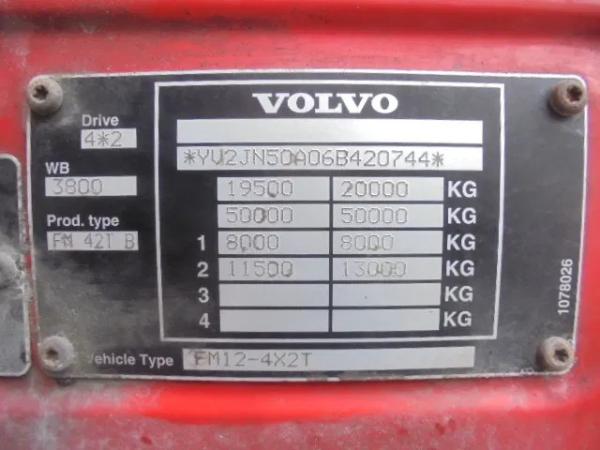 VOLVO
Drive
4*2
*YV2JN50A06B420744*
WB
3800
19500 20000 KG
50000 50000 KG
Prod. type
FM 42T B
1 8000 8000 KG
2 11500 13000 KG
3 KG
4 KG
1078026
Vehicle Type FM12-4X2T